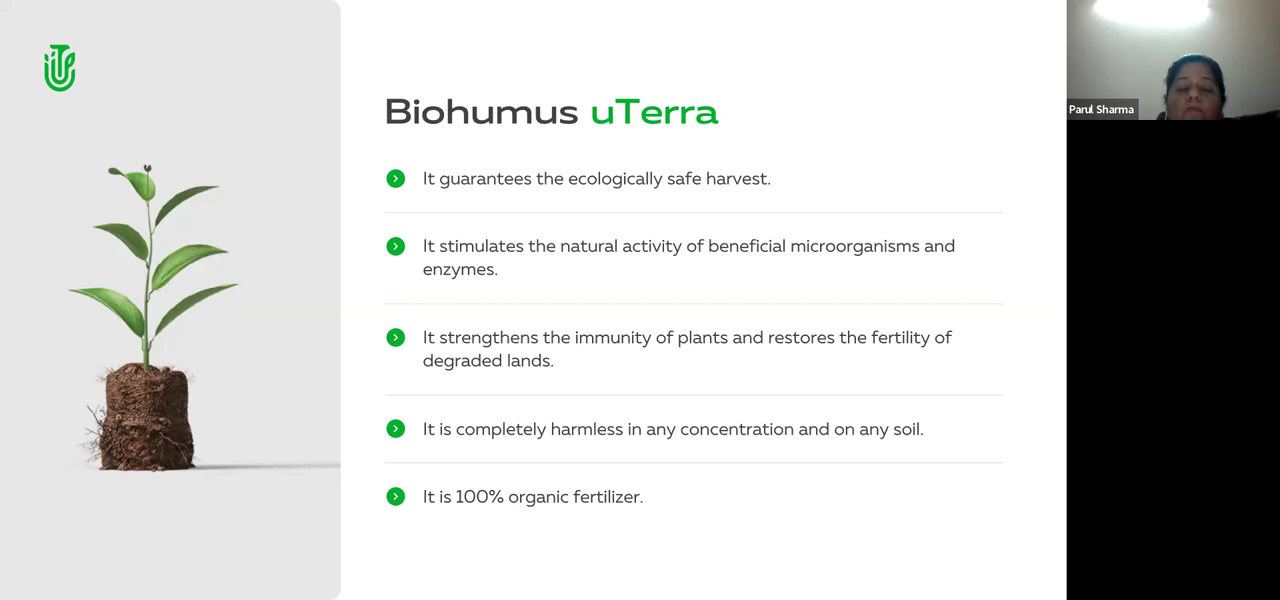 Biohumus uTerra
It guarantees the ecologically safe harvest.
It stimulates the natural activity of beneficial microorganisms and
enzymes.
It strengthens the immunity of plants and restores the fertility of
degraded lands.
It is completely harmless in any concentration and on any soil.
It is 100% organic fertilizer.
Parul Sharma